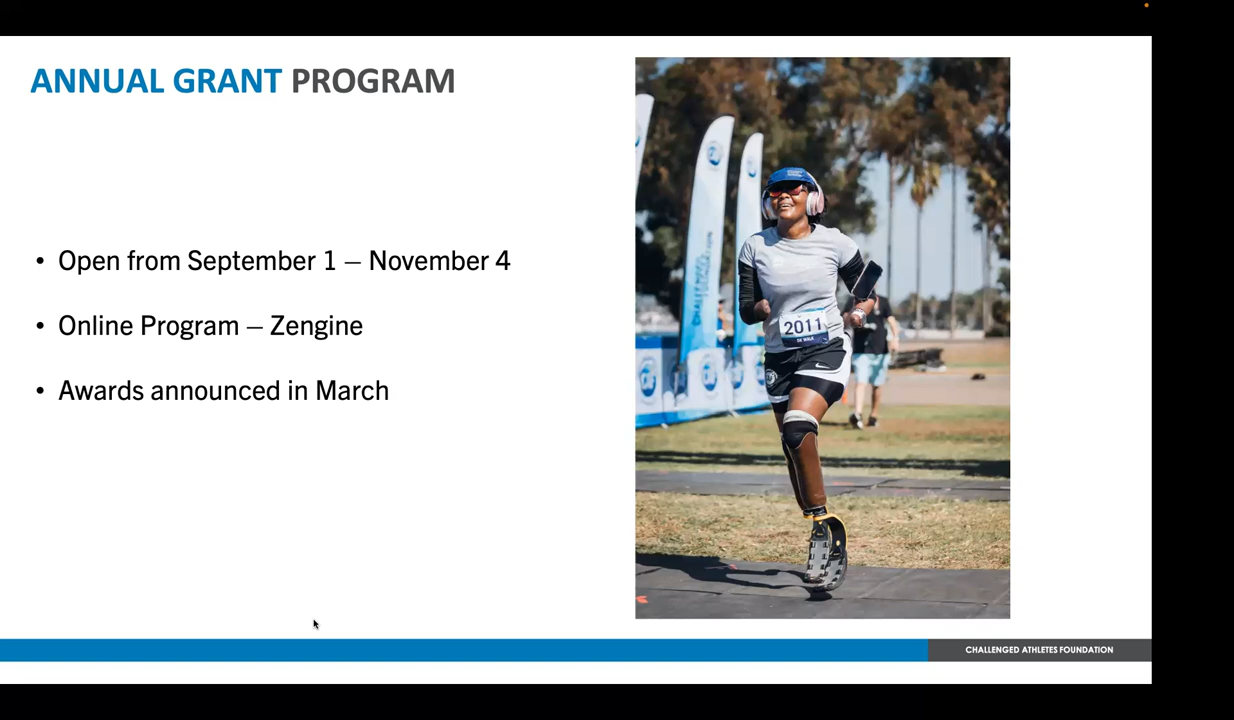 ANNUAL GRANT PROGRAM
• Open from September 1 – November 4
• Online Program – Zengine
• Awards announced in March
2011
CHALLENGED ATHLETES FOUNDATION